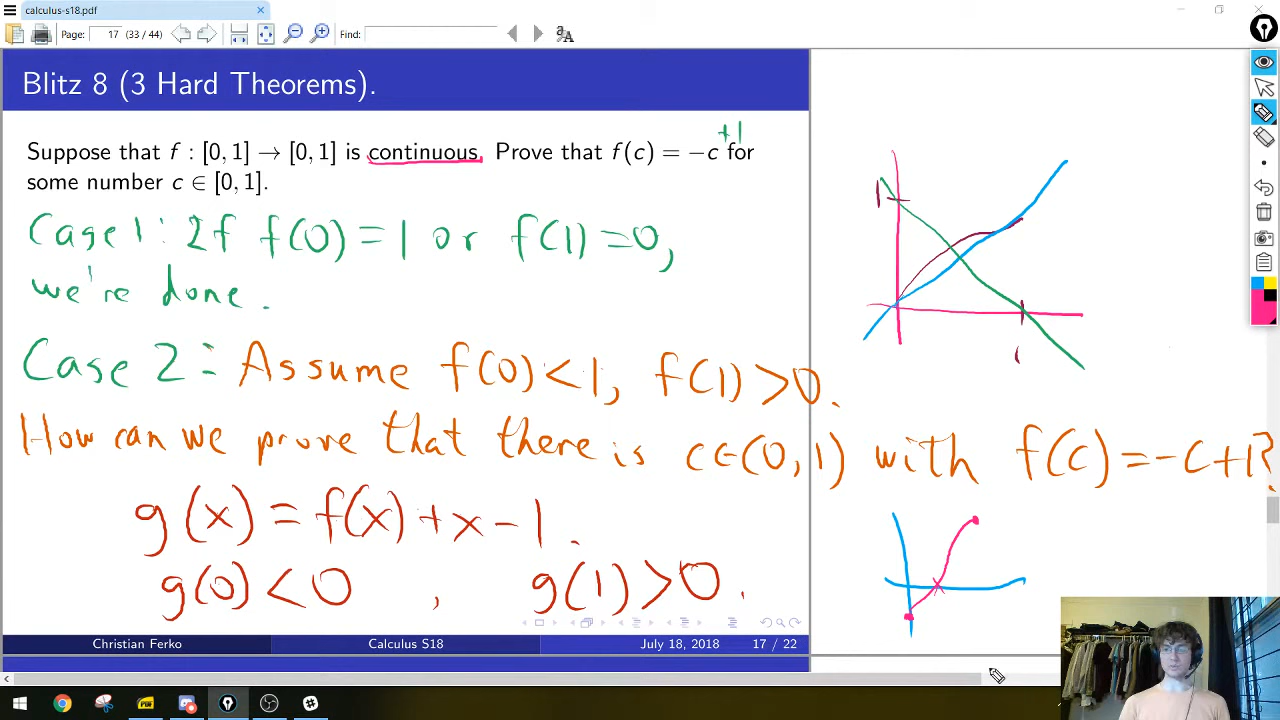 calculus-s18.pdf
Page: 17 (33 / 44) Find:
Blitz 8 (3 Hard Theorems).
+1
Suppose that f : [0, 1] → [0, 1] is continuous. Prove that f(c) = −c for
some number c ∈ [0, 1].
Case 1: If f(0) = 1 or f(1) = 0,
we're done.
Case 2: Assume f(0) < 1, f(1) > 0.
How can we prove that there is c ∈ (0, 1) with f(c) = -c+1?
g(x) = f(x) + x - 1.
g(0) < 0 , g(1) > 0.
1
1
Christian Ferko Calculus S18 July 18, 2018 17 / 22